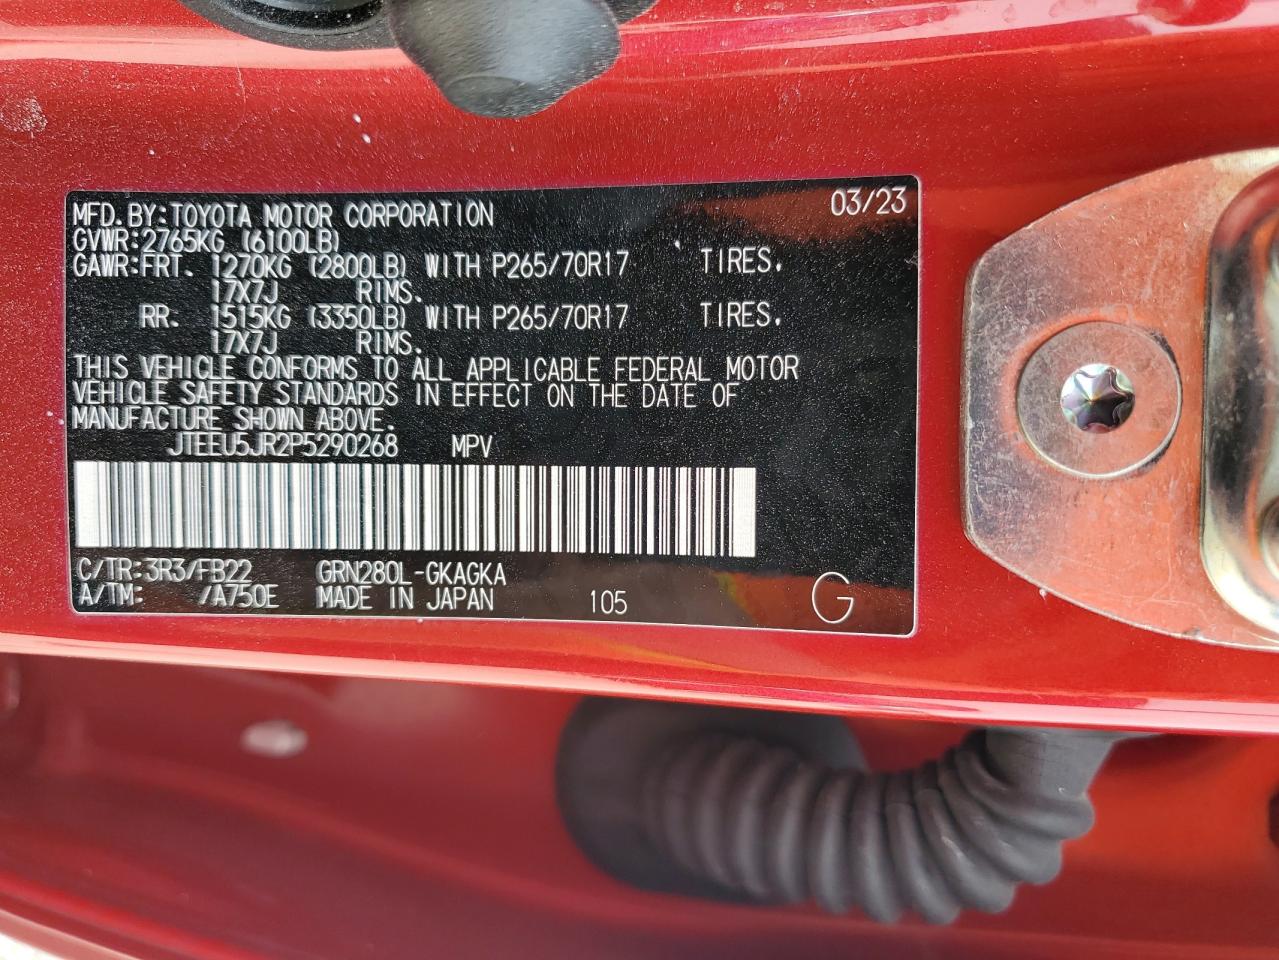 MFD.BY:TOYOTA MOTOR CORPORATION 03/23
GVWR:2765KG (6100LB)
GAWR:FRT. 1270KG (2800LB) WITH P265/70R17 TIRES.
17X7J RIMS.
RR. 1515KG (3350LB) WITH P265/70R17 TIRES.
17X7J RIMS.
THIS VEHICLE CONFORMS TO ALL APPLICABLE FEDERAL MOTOR
VEHICLE SAFETY STANDARDS IN EFFECT ON THE DATE OF
MANUFACTURE SHOWN ABOVE.
JTEEU5JR2P5290268 MPV
C/TR:3R3/FB22 GRN280L-GKAGKA
A/TM: /A750E MADE IN JAPAN 105 G